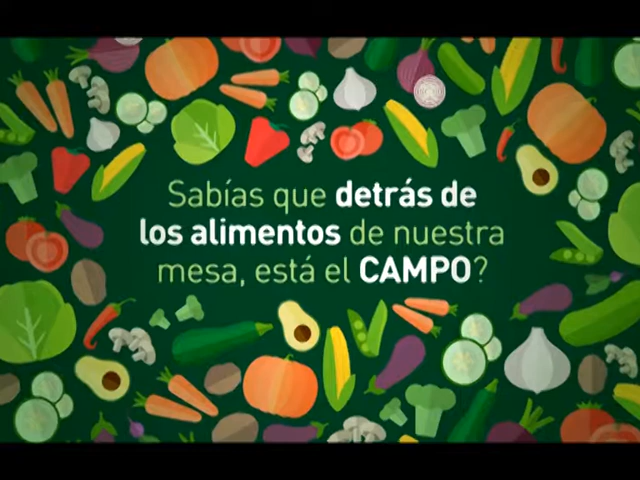 Sabías que detrás de
los alimentos de nuestra
mesa, está el CAMPO?